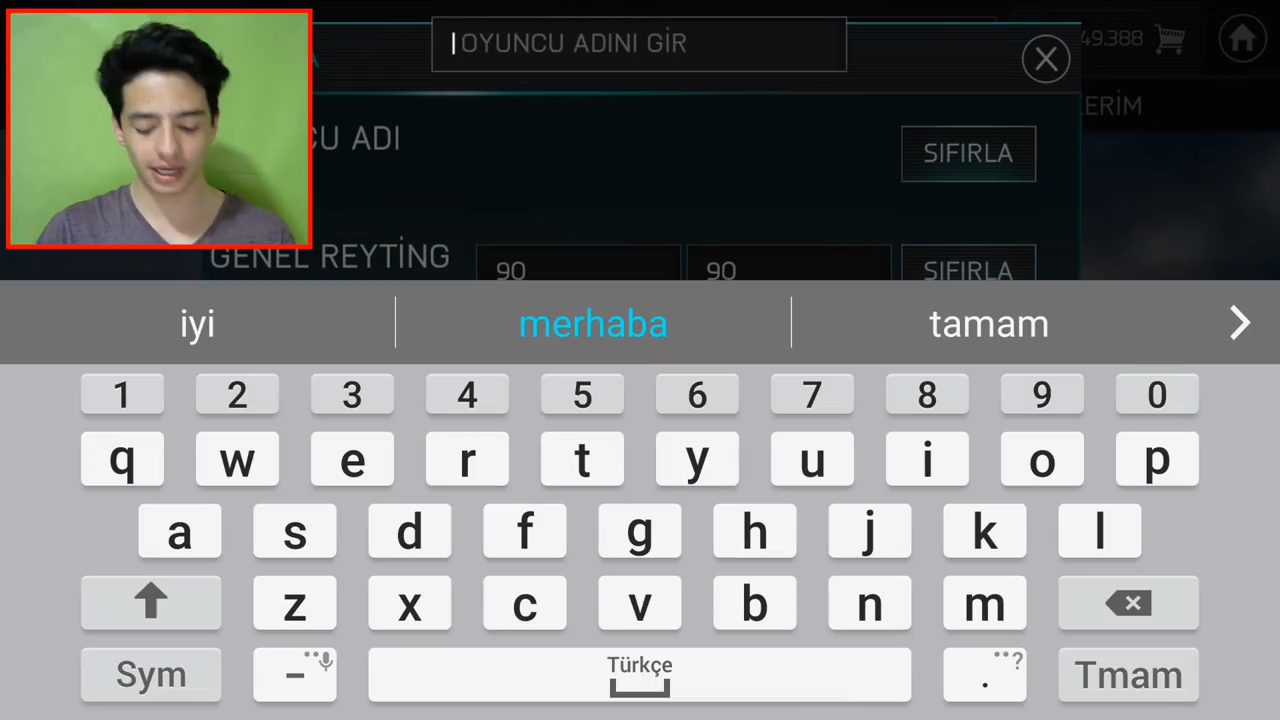 OYUNCU ADINI GİR
49.388
ERİM
CU ADI
SIFIRLA
GENEL REYTİNG
90
90
SIFIRLA
iyi
merhaba
tamam
1 2 3 4 5 6 7 8 9 0
q w e r t y u i o p
a s d f g h j k l
z x c v b n m
Sym
–
Türkçe
. ?
Tmam